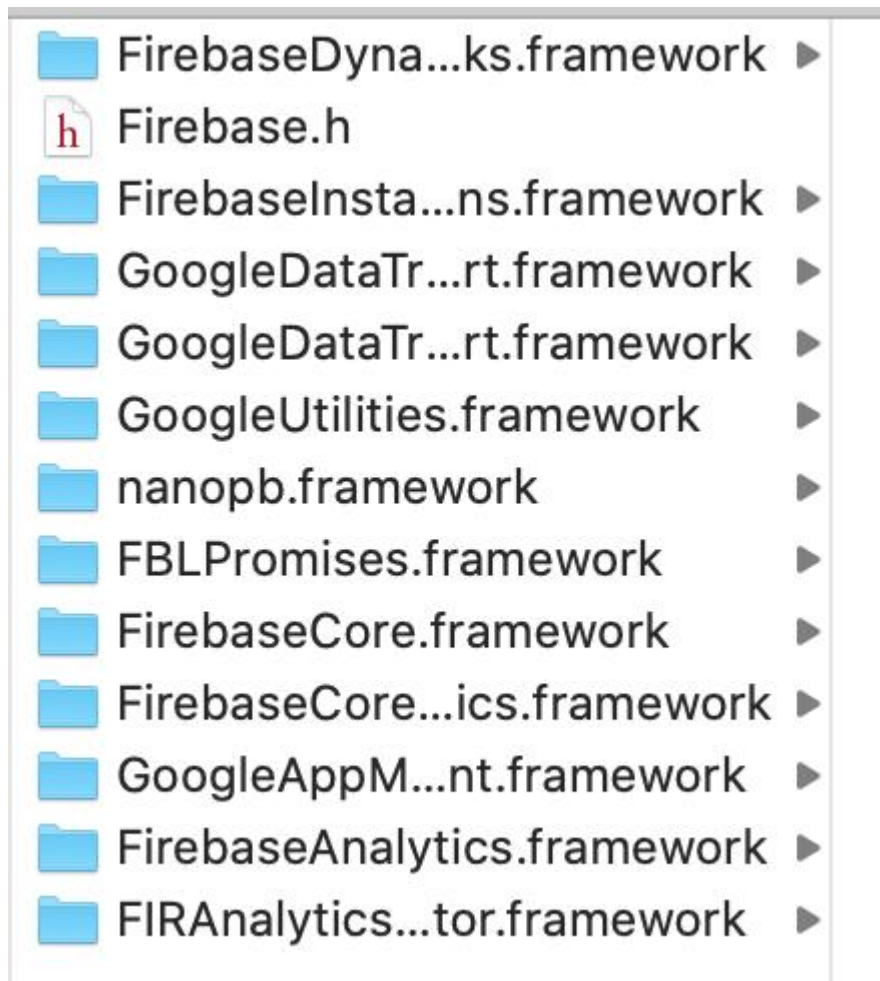 FirebaseDyna...ks.framework
h Firebase.h
FirebaseInsta...ns.framework
GoogleDataTr...rt.framework
GoogleDataTr...rt.framework
GoogleUtilities.framework
nanopb.framework
FBLPromises.framework
FirebaseCore.framework
FirebaseCore...ics.framework
GoogleAppM...nt.framework
FirebaseAnalytics.framework
FIRAnalytics...tor.framework